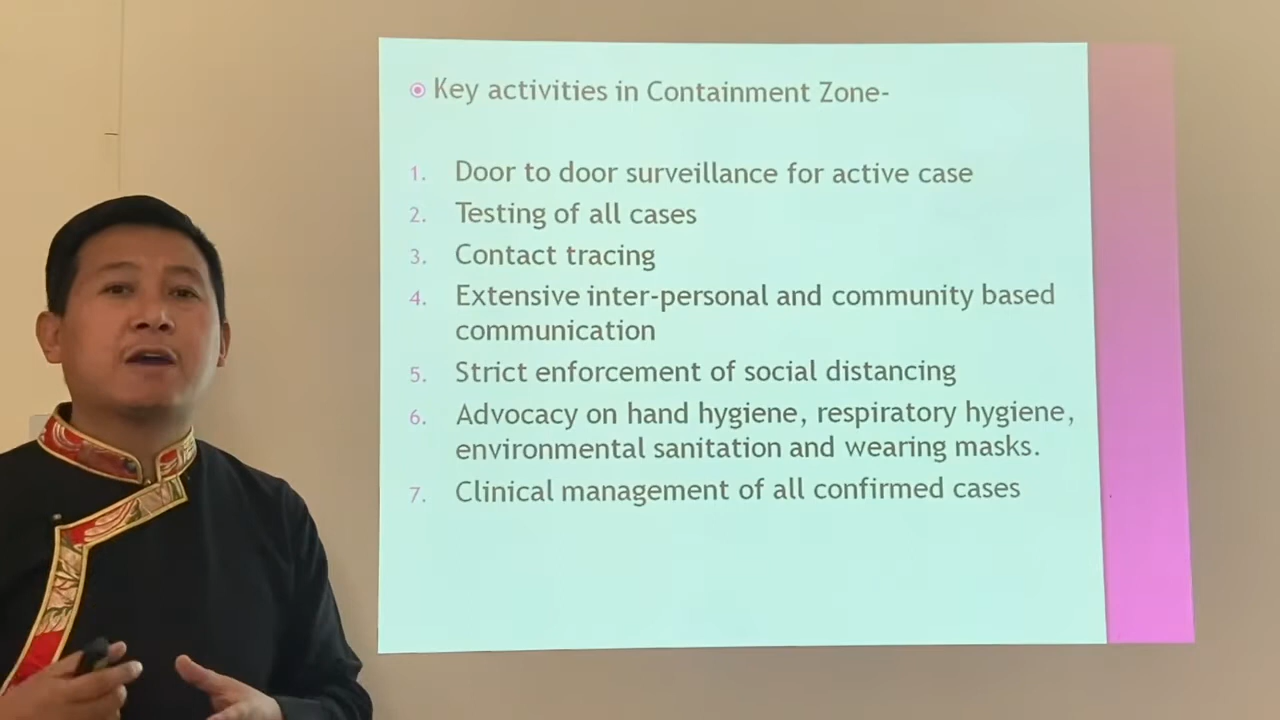 Key activities in Containment Zone-
1. Door to door surveillance for active case
2. Testing of all cases
3. Contact tracing
4. Extensive inter-personal and community based
communication
5. Strict enforcement of social distancing
6. Advocacy on hand hygiene, respiratory hygiene,
environmental sanitation and wearing masks.
7. Clinical management of all confirmed cases